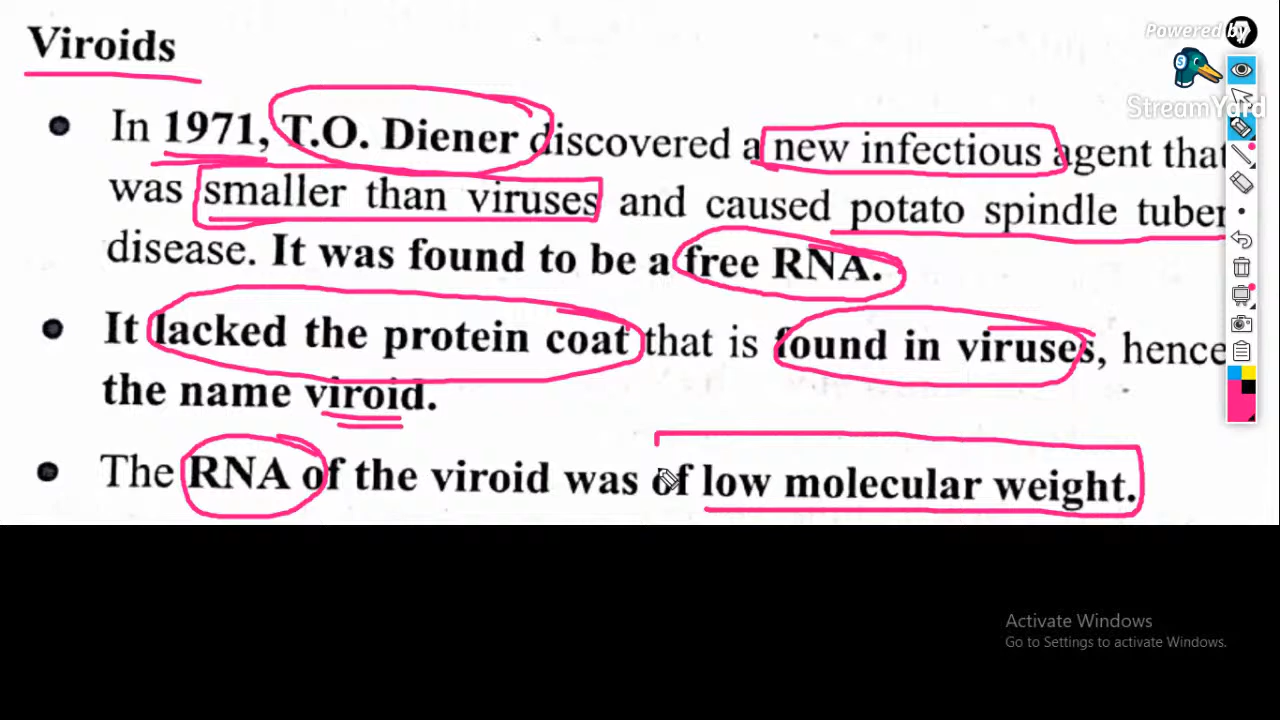 Powered by
StreamYard
Viroids
In 1971, T.O. Diener discovered a new infectious agent that
was smaller than viruses and caused potato spindle tuber
disease. It was found to be a free RNA.
It lacked the protein coat that is found in viruses, hence
the name viroid.
The RNA of the viroid was of low molecular weight.
Activate Windows
Go to Settings to activate Windows.